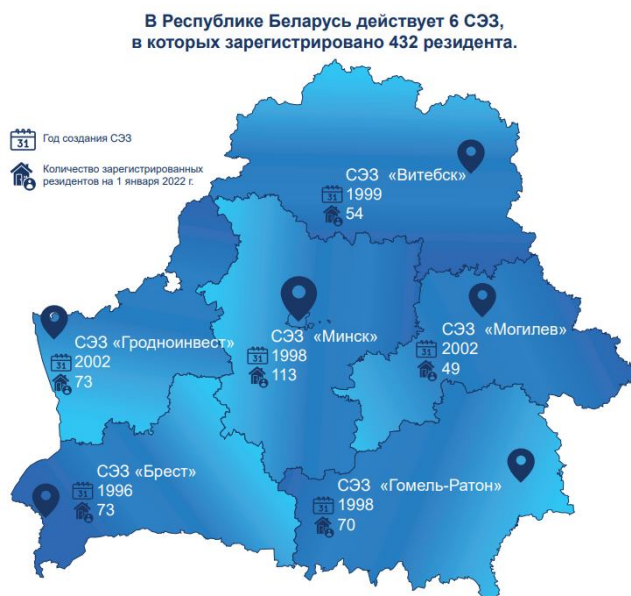 В Республике Беларусь действует 6 СЭЗ,
в которых зарегистрировано 432 резидента.
31 Год создания СЭЗ
Количество зарегистрированных
резидентов на 1 января 2022 г.
СЭЗ «Витебск»
31 1999
54
СЭЗ «Гродноинвест»
31 2002
73
СЭЗ «Минск»
31 1998
113
СЭЗ «Могилев»
31 2002
49
СЭЗ «Брест»
31 1996
73
СЭЗ «Гомель-Ратон»
31 1998
70